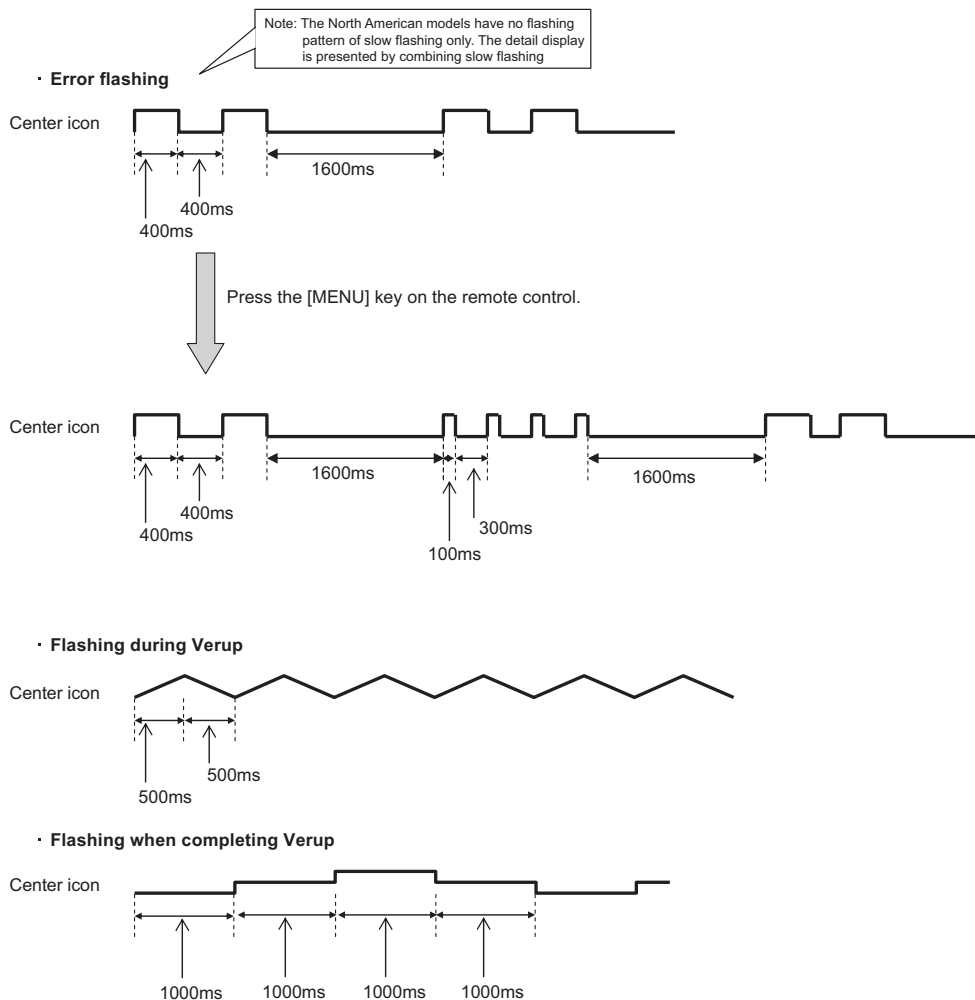 Note: The North American models have no flashing
pattern of slow flashing only. The detail display
is presented by combining slow flashing
· Error flashing
Center icon
1600ms
400ms
400ms
Press the [MENU] key on the remote control.
Center icon
1600ms
1600ms
400ms
300ms
400ms
100ms
· Flashing during Verup
Center icon
500ms
500ms
· Flashing when completing Verup
Center icon
1000ms
1000ms
1000ms
1000ms